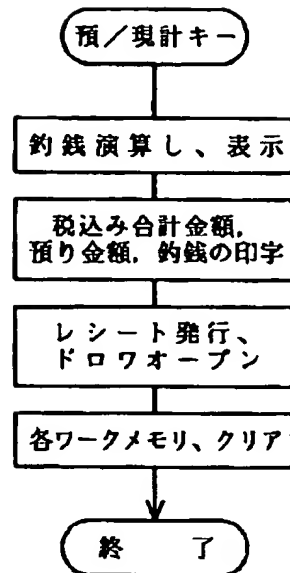 預／現計キー
釣銭演算し、表示
税込み合計金額,
預り金額, 釣銭の印字
レシート発行、
ドロワオープン
各ワークメモリ、クリア
終 了